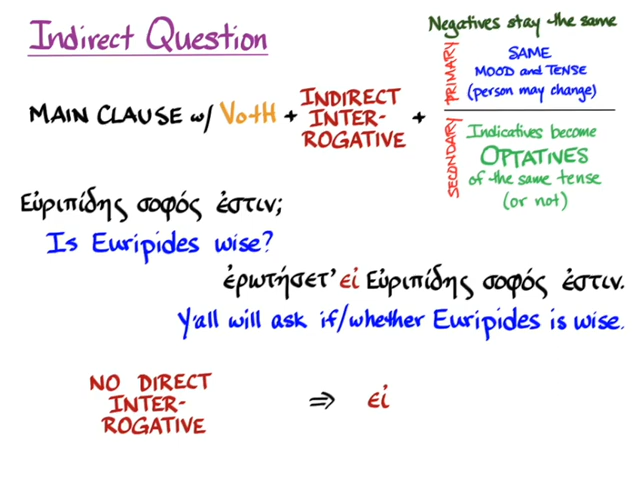 Indirect Question
Negatives stay the same
PRIMARY
SAME
MOOD and TENSE
(person may change)
MAIN CLAUSE w/ VotH + INDIRECT INTER-ROGATIVE +
SECONDARY
Indicatives become
OPTATIVES
of the same tense
(or not)
Εὐριπίδης σοφός ἐστιν;
Is Euripides wise?
ἐρωτήσετ' εἰ Εὐριπίδης σοφός ἐστιν.
Y'all will ask if/whether Euripides is wise.
NO DIRECT
INTER-
ROGATIVE
⇒ εἰ